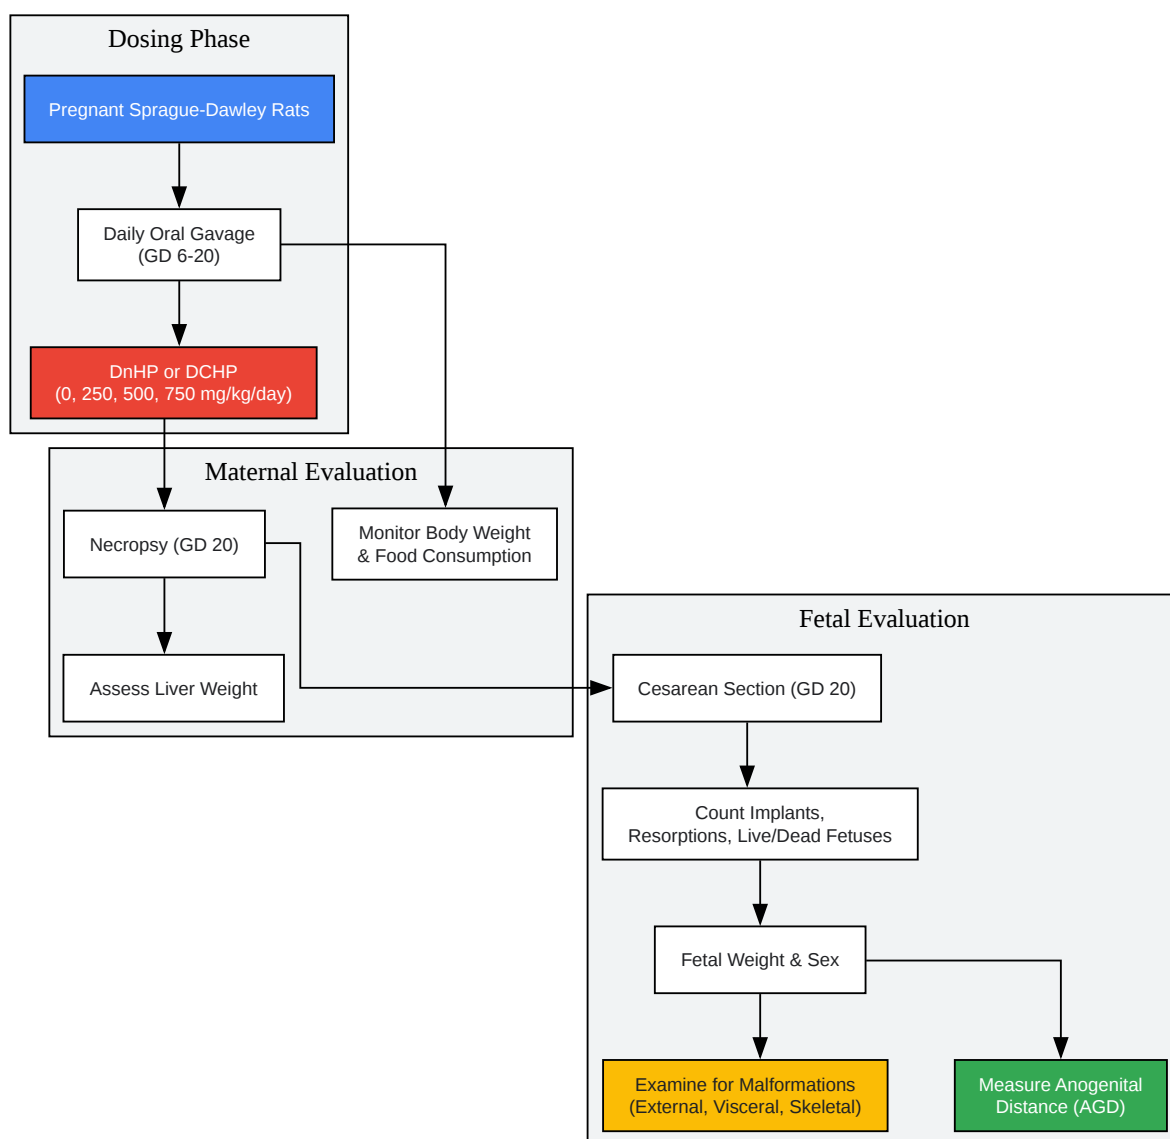 Dosing Phase
Pregnant Sprague-Dawley Rats
Daily Oral Gavage
(GD 6-20)
DnHP or DCHP
(0, 250, 500, 750 mg/kg/day)
Maternal Evaluation
Necropsy (GD 20)
Monitor Body Weight
& Food Consumption
Assess Liver Weight
Fetal Evaluation
Cesarean Section (GD 20)
Count Implants,
Resorptions, Live/Dead Fetuses
Fetal Weight & Sex
Examine for Malformations
(External, Visceral, Skeletal)
Measure Anogenital
Distance (AGD)